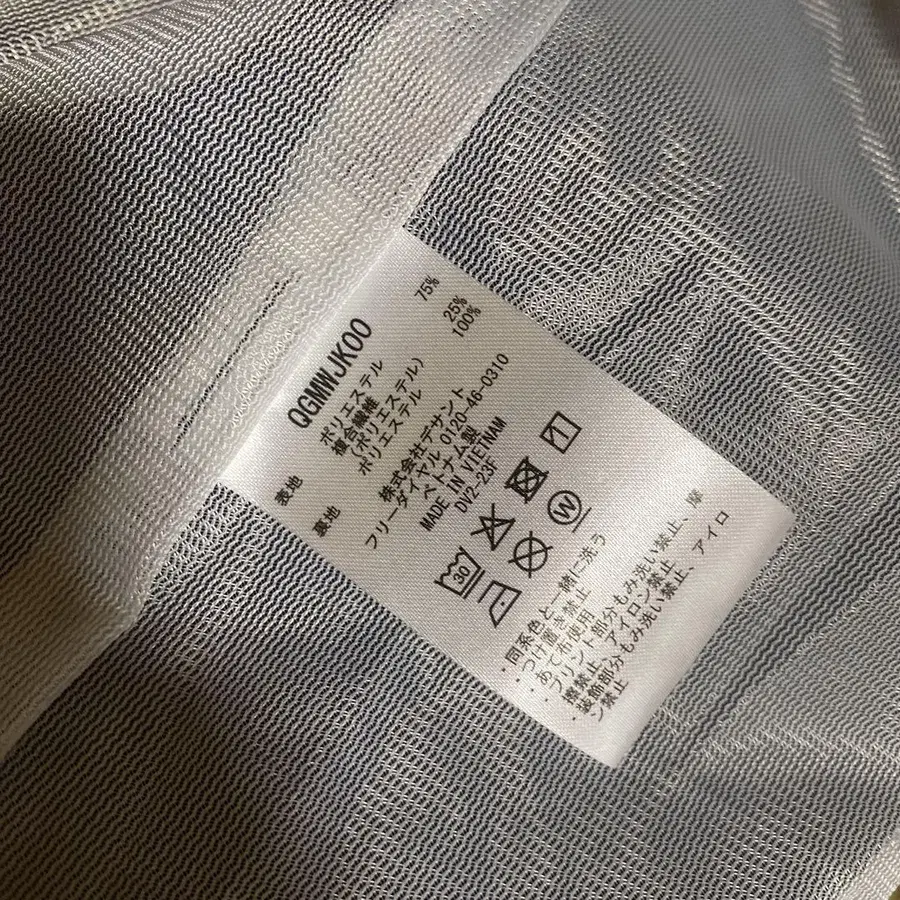 QGMWJK00
表地
ポリエステル 75%
複合繊維
(ポリエステル) 25%
裏地
ポリエステル 100%
株式会社デサント
フリーダイヤル 0120-46-0310
ベトナム製
MADE IN VIETNAM
DV2-23F
30
W
・同系色と一緒に洗う
・つけ置き禁止
・あて布使用
・プリント部分もみ洗い禁止、摩
擦禁止、アイロン禁止
・装飾部分もみ洗い禁止、アイロ
ン禁止